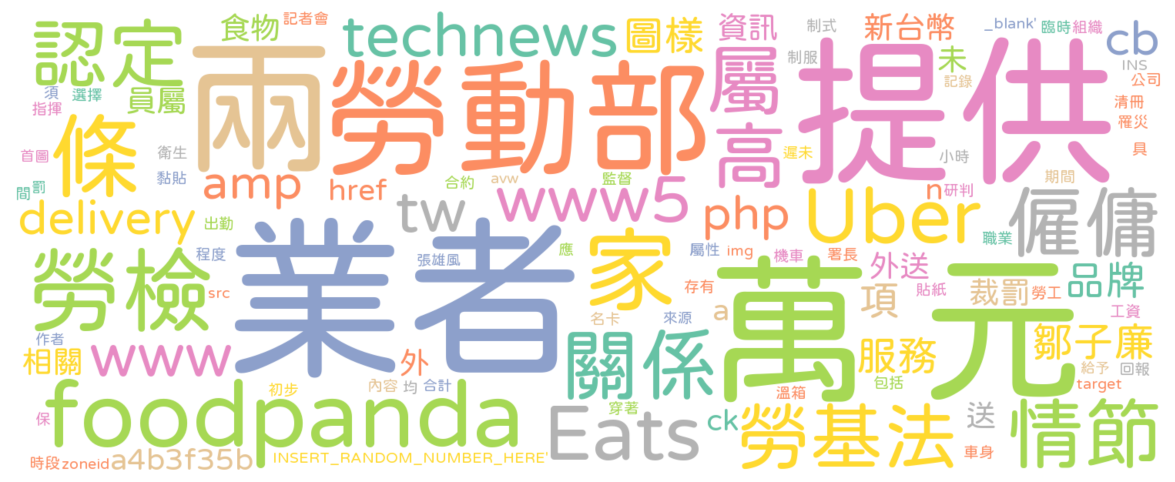 認定
員屬
須
選擇
指揮
食物
記者會
兩
technews
勞動部
圖樣
資訊
制式
制服
新台幣
_blank'
臨時
組織
cb
未
INS
記錄
公司
屬
高
提供
清冊
罹災
具
首圖
條
衛生
黏貼
間
罰
amp
href
合約
avw
監督
遲未
小時
n
研判
期間
delivery
出勤
tw
www5
php
Uber
僱傭
職業
勞檢
程度
src
業者
張雄風
應
家
屬性
img
機車
署長
外送
貼紙
存有
名卡
來源
a
萬元
項
裁罰
勞工
品牌
工資
作者
相關
www
外
關係
服務
包括
鄒子廉
給予
回報
target
保
foodpanda
初步
內容
均
合計
溫箱
穿著
Eats
ck
勞基法
送
車身
情節
時段
zoneid
a4b3f35b
INSERT_RANDOM_NUMBER_HERE'